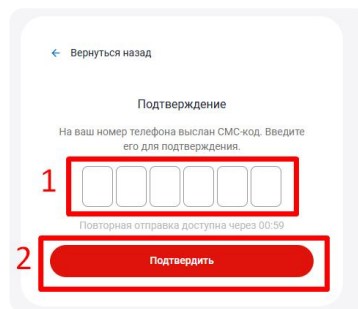 ← Вернуться назад
Подтверждение
На ваш номер телефона выслан СМС-код. Введите
его для подтверждения.
1
Повторная отправка доступна через 00:59
2
Подтвердить